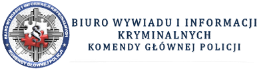 BIURO WYWIADU I INFORMACJI
KRYMINALNYCH
KOMENDY GŁÓWNEJ POLICJI